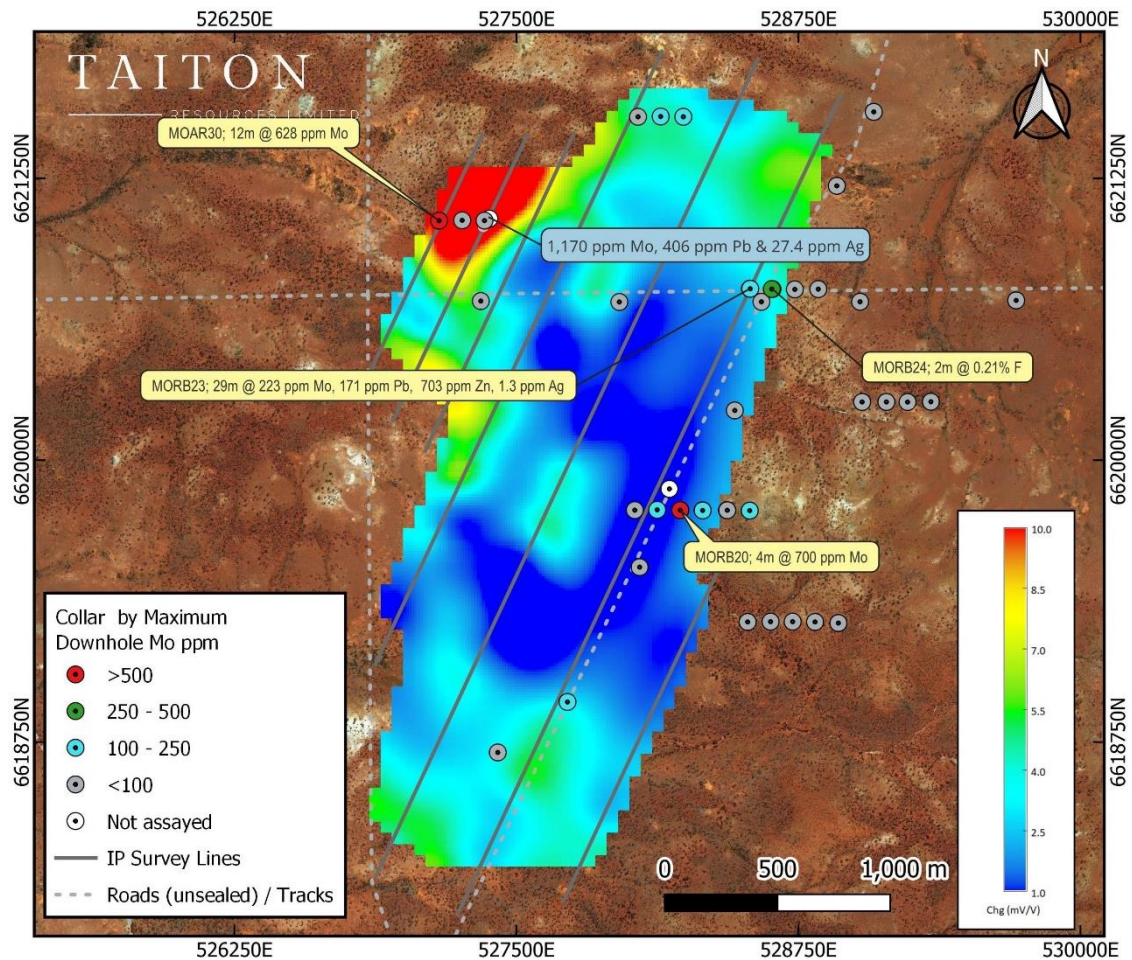 526250E 527500E 528750E 530000E
TAITON
RESOURCES LIMITED
N
MOAR30; 12m @ 628 ppm Mo
6621250N
6621250N
1,170 ppm Mo, 406 ppm Pb & 27.4 ppm Ag
MORB24; 2m @ 0.21% F
MORB23; 29m @ 223 ppm Mo, 171 ppm Pb, 703 ppm Zn, 1.3 ppm Ag
6620000N
6620000N
MORB20; 4m @ 700 ppm Mo
Collar by Maximum
Downhole Mo ppm
>500
250 - 500
100 - 250
<100
Not assayed
IP Survey Lines
Roads (unsealed) / Tracks
6618750N
6618750N
0 500 1,000 m
10.0
8.5
7.0
5.5
4.0
2.5
1.0
Chg (mV/V)
526250E 527500E 528750E 530000E